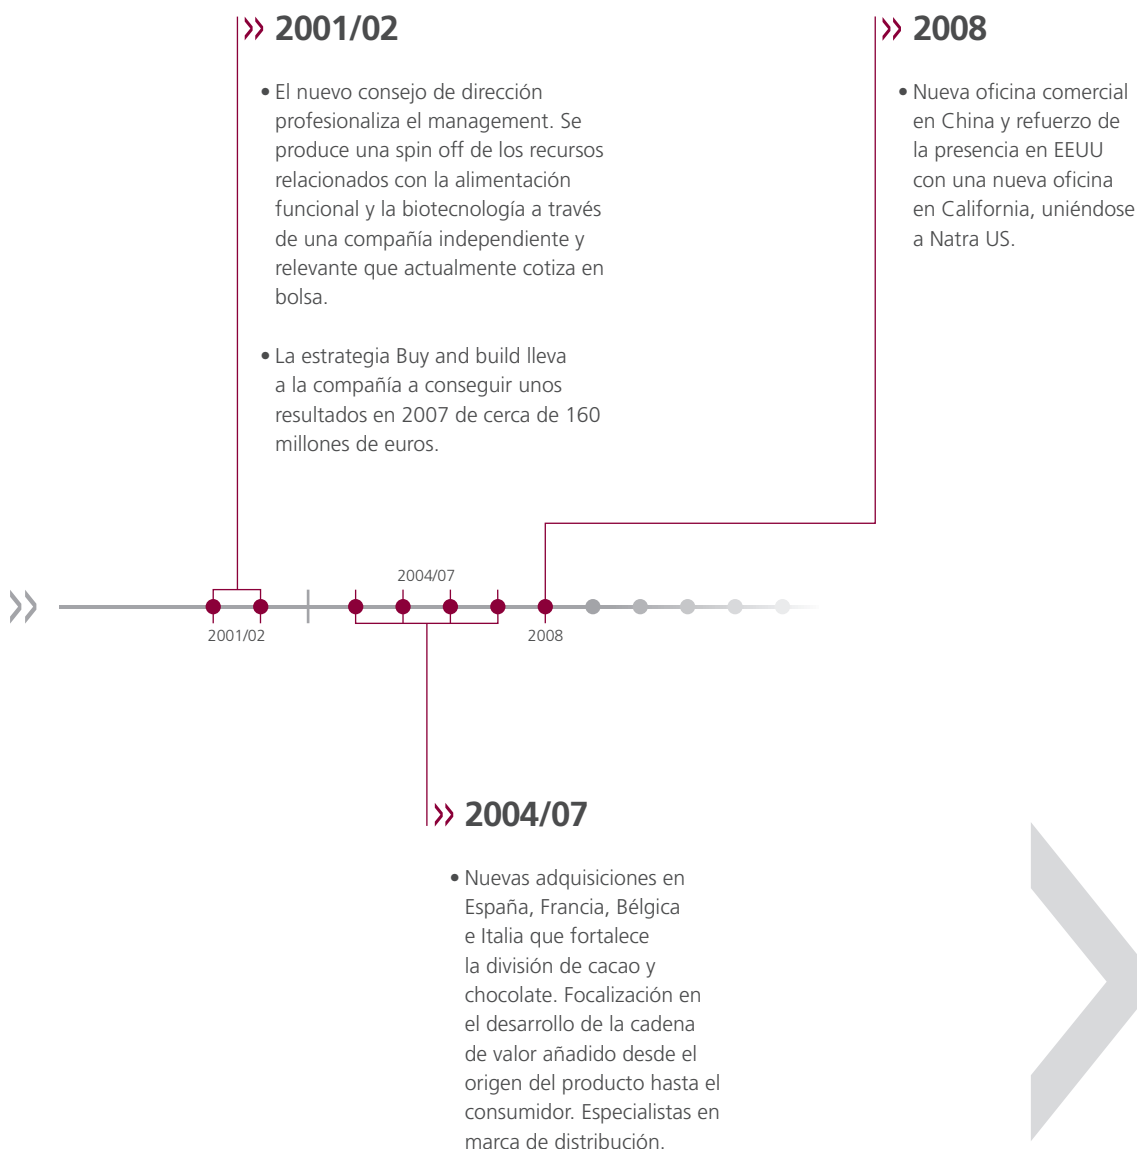 2001/02
• El nuevo consejo de dirección
profesionaliza el management. Se
produce una spin off de los recursos
relacionados con la alimentación
funcional y la biotecnología a través
de una compañía independiente y
relevante que actualmente cotiza en
bolsa.
• La estrategia Buy and build lleva
a la compañía a conseguir unos
resultados en 2007 de cerca de 160
millones de euros.
2008
• Nueva oficina comercial
en China y refuerzo de
la presencia en EEUU
con una nueva oficina
en California, uniéndose
a Natra US.
2004/07
2001/02
2008
2004/07
• Nuevas adquisiciones en
España, Francia, Bélgica
e Italia que fortalece
la división de cacao y
chocolate. Focalización en
el desarrollo de la cadena
de valor añadido desde el
origen del producto hasta el
consumidor. Especialistas en
marca de distribución.